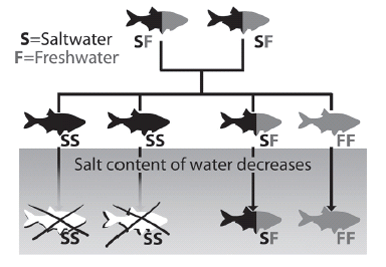 S=Saltwater
F=Freshwater
SF SF
SS SS SF FF
Salt content of water decreases
SS SS SF FF